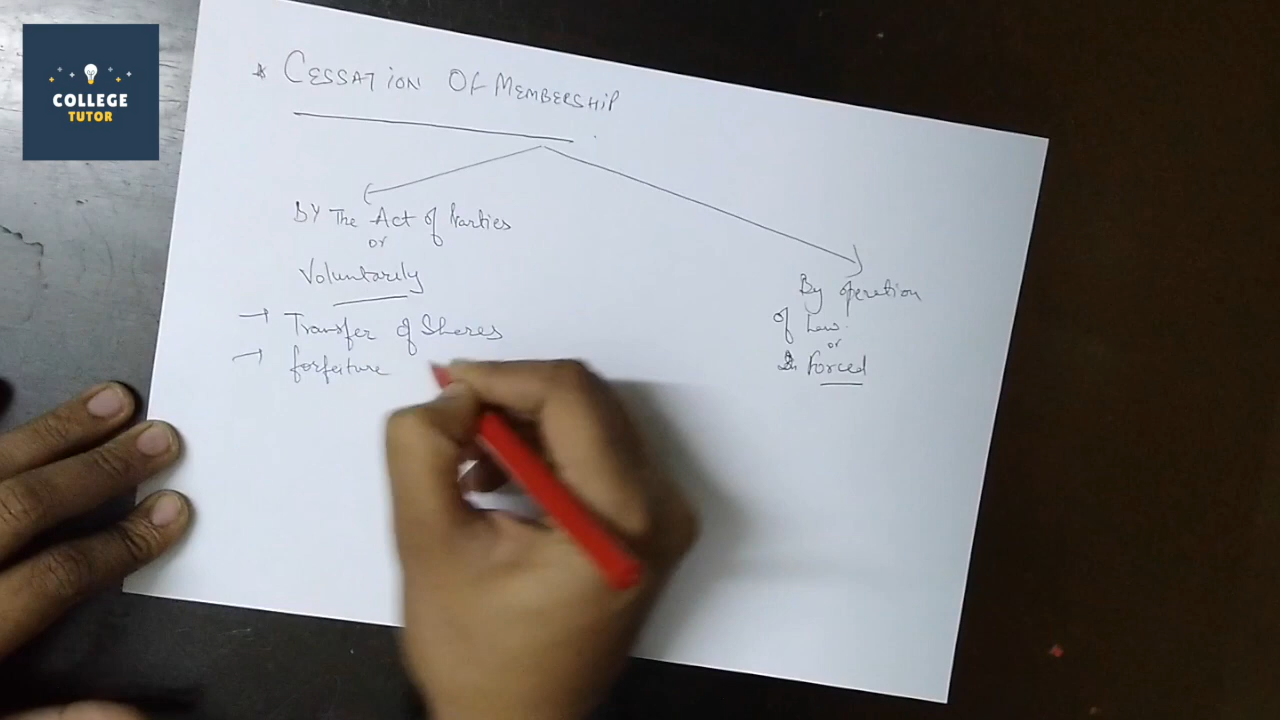 COLLEGE
TUTOR
* CESSATION OF MEMBERSHIP
BY The Act of Parties
or
Voluntarily
→ Transfer of Shares
→ forfeiture
By operation
of Law.
or
Forced